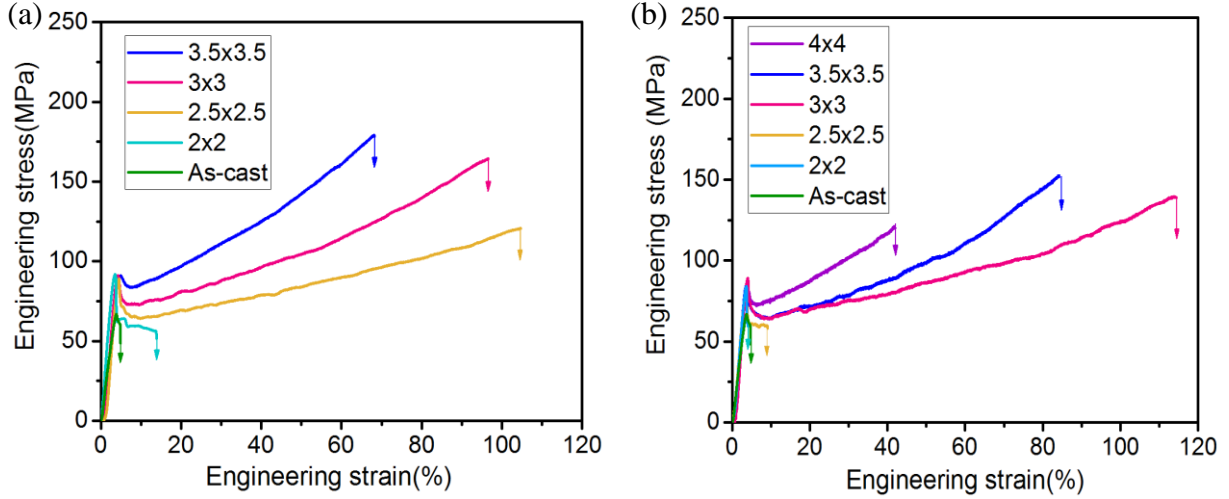 (a)
250
200
150
100
50
0
Engineering stress(MPa)
3.5x3.5
3x3
2.5x2.5
2x2
As-cast
0 20 40 60 80 100 120
Engineering strain(%)
(b)
250
200
150
100
50
0
Engineering stress (MPa)
4x4
3.5x3.5
3x3
2.5x2.5
2x2
As-cast
0 20 40 60 80 100 120
Engineering strain(%)